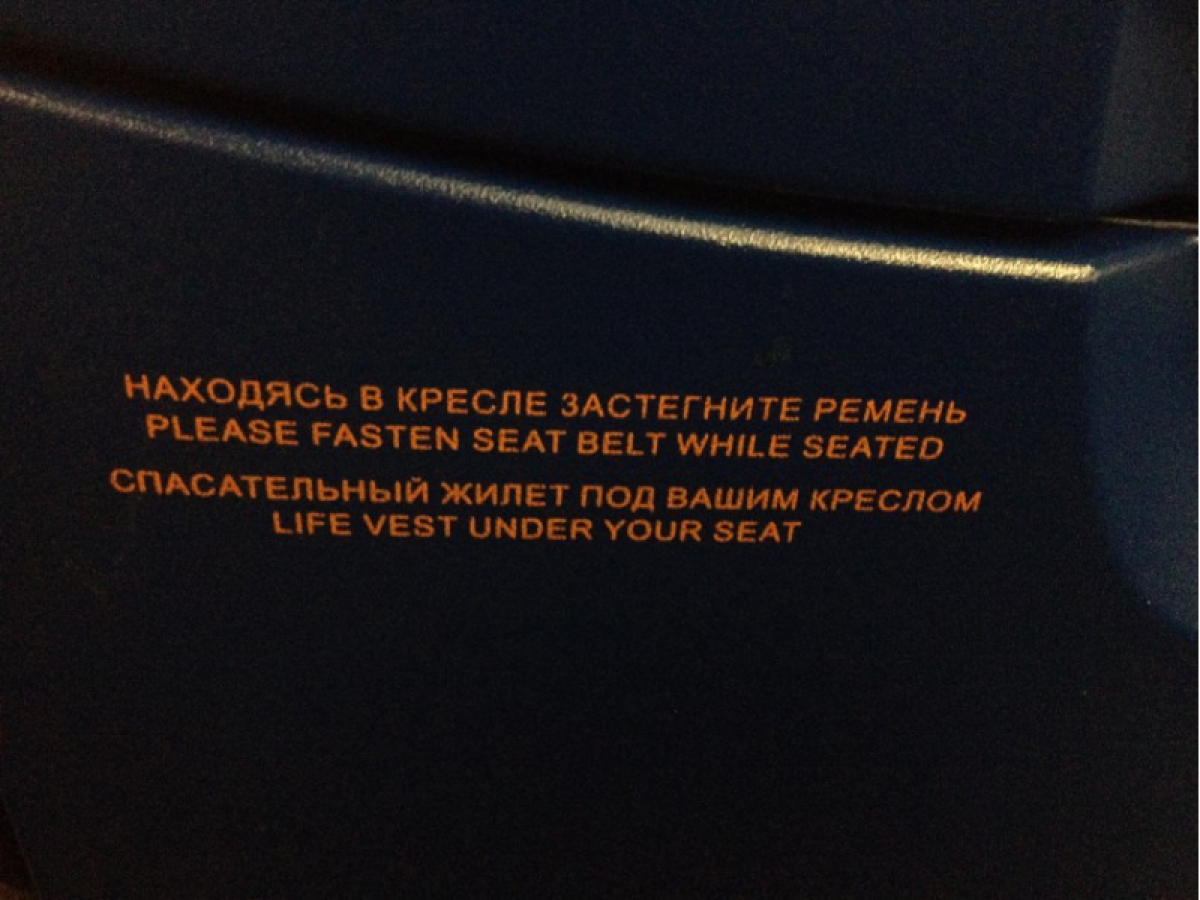 НАХОДЯСЬ В КРЕСЛЕ ЗАСТЕГНИТЕ РЕМЕНЬ
PLEASE FASTEN SEAT BELT WHILE SEATED
СПАСАТЕЛЬНЫЙ ЖИЛЕТ ПОД ВАШИМ КРЕСЛОМ
LIFE VEST UNDER YOUR SEAT